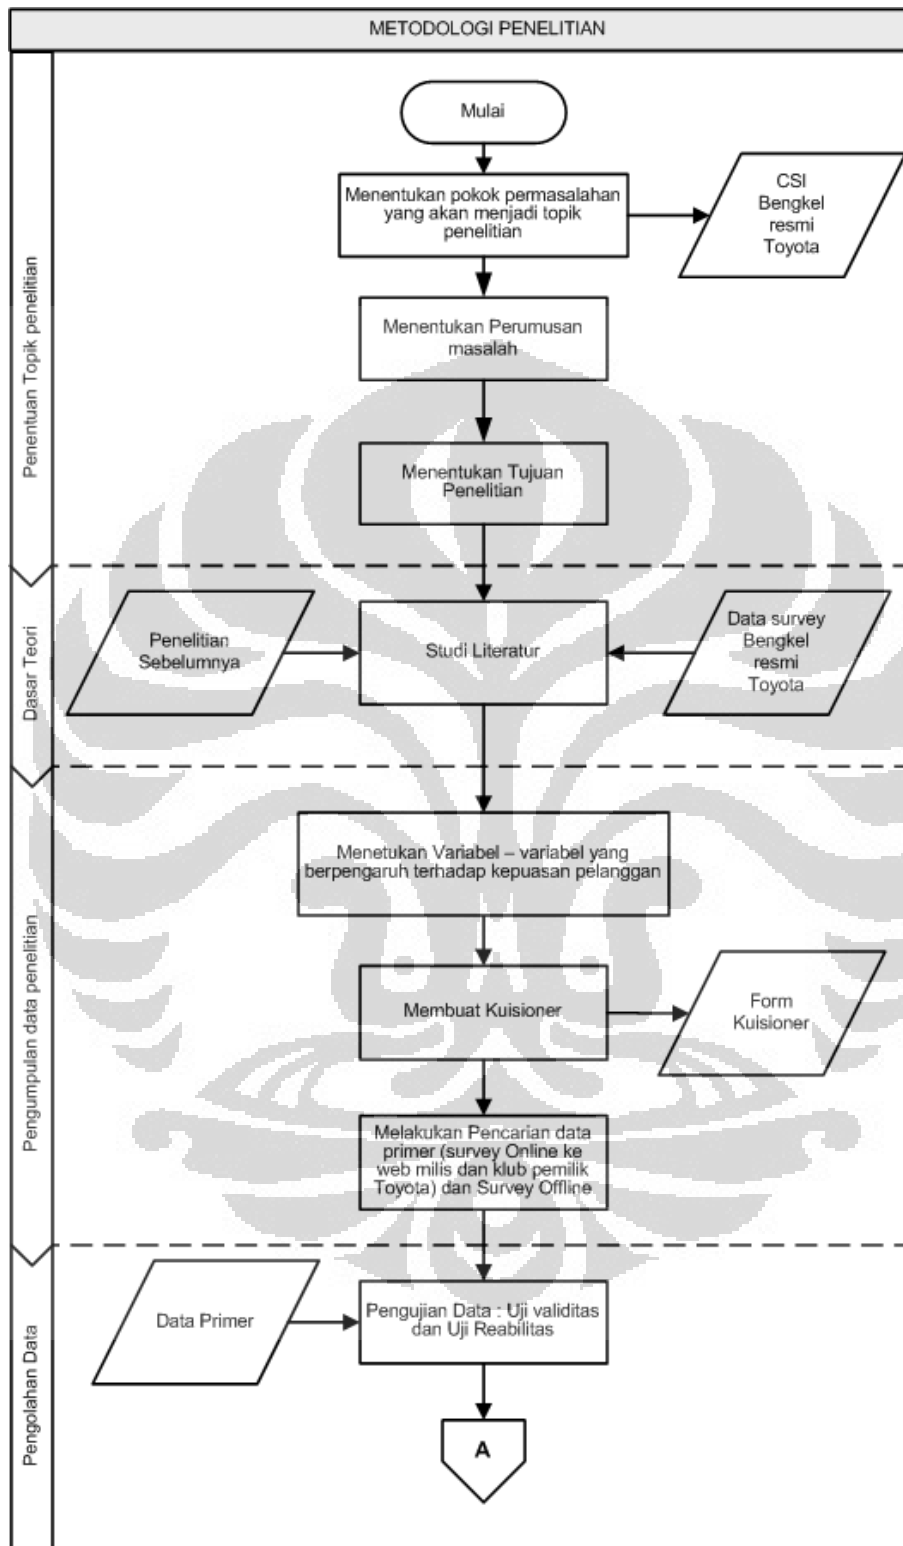 METODOLOGI PENELITIAN
Mulai
Menentukan pokok permasalahan
yang akan menjadi topik
penelitian
CSI
Bengkel
resmi
Toyota
Menentukan Perumusan
masalah
Menentukan Tujuan
Penelitian
Penentuan Topik penelitian
Penelitian
Sebelumnya
Studi Literatur
Data survey
Bengkel
resmi
Toyota
Dasar Teori
Menetukan Variabel – variabel yang
berpengaruh terhadap kepuasan pelanggan
Membuat Kuisioner
Form
Kuisioner
Melakukan Pencarian data
primer (survey Online ke
web milis dan klub pemilik
Toyota) dan Survey Offline
Pengumpulan data penelitian
Data Primer
Pengujian Data : Uji validitas
dan Uji Reabilitas
A
Pengolahan Data